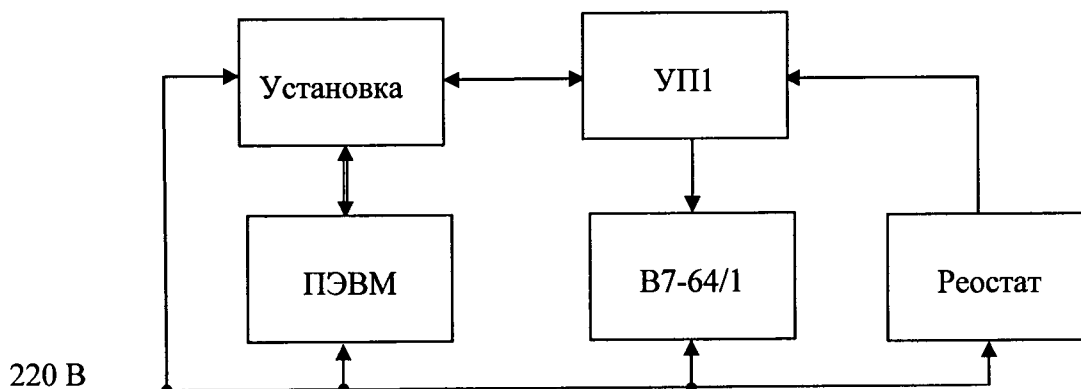 Установка
УП1
ПЭВМ
В7-64/1
Реостат
220 В